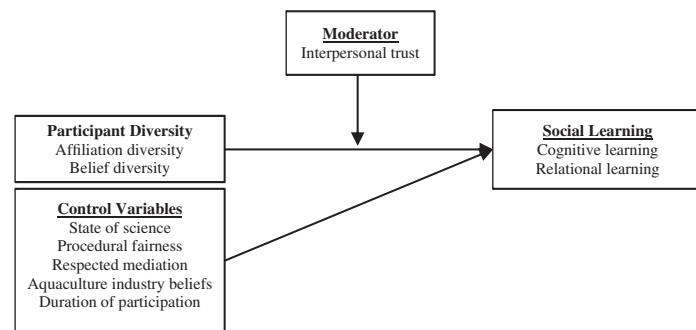 Moderator
Interpersonal trust
Participant Diversity
Affiliation diversity
Belief diversity
Social Learning
Cognitive learning
Relational learning
Control Variables
State of science
Procedural fairness
Respected mediation
Aquaculture industry beliefs
Duration of participation